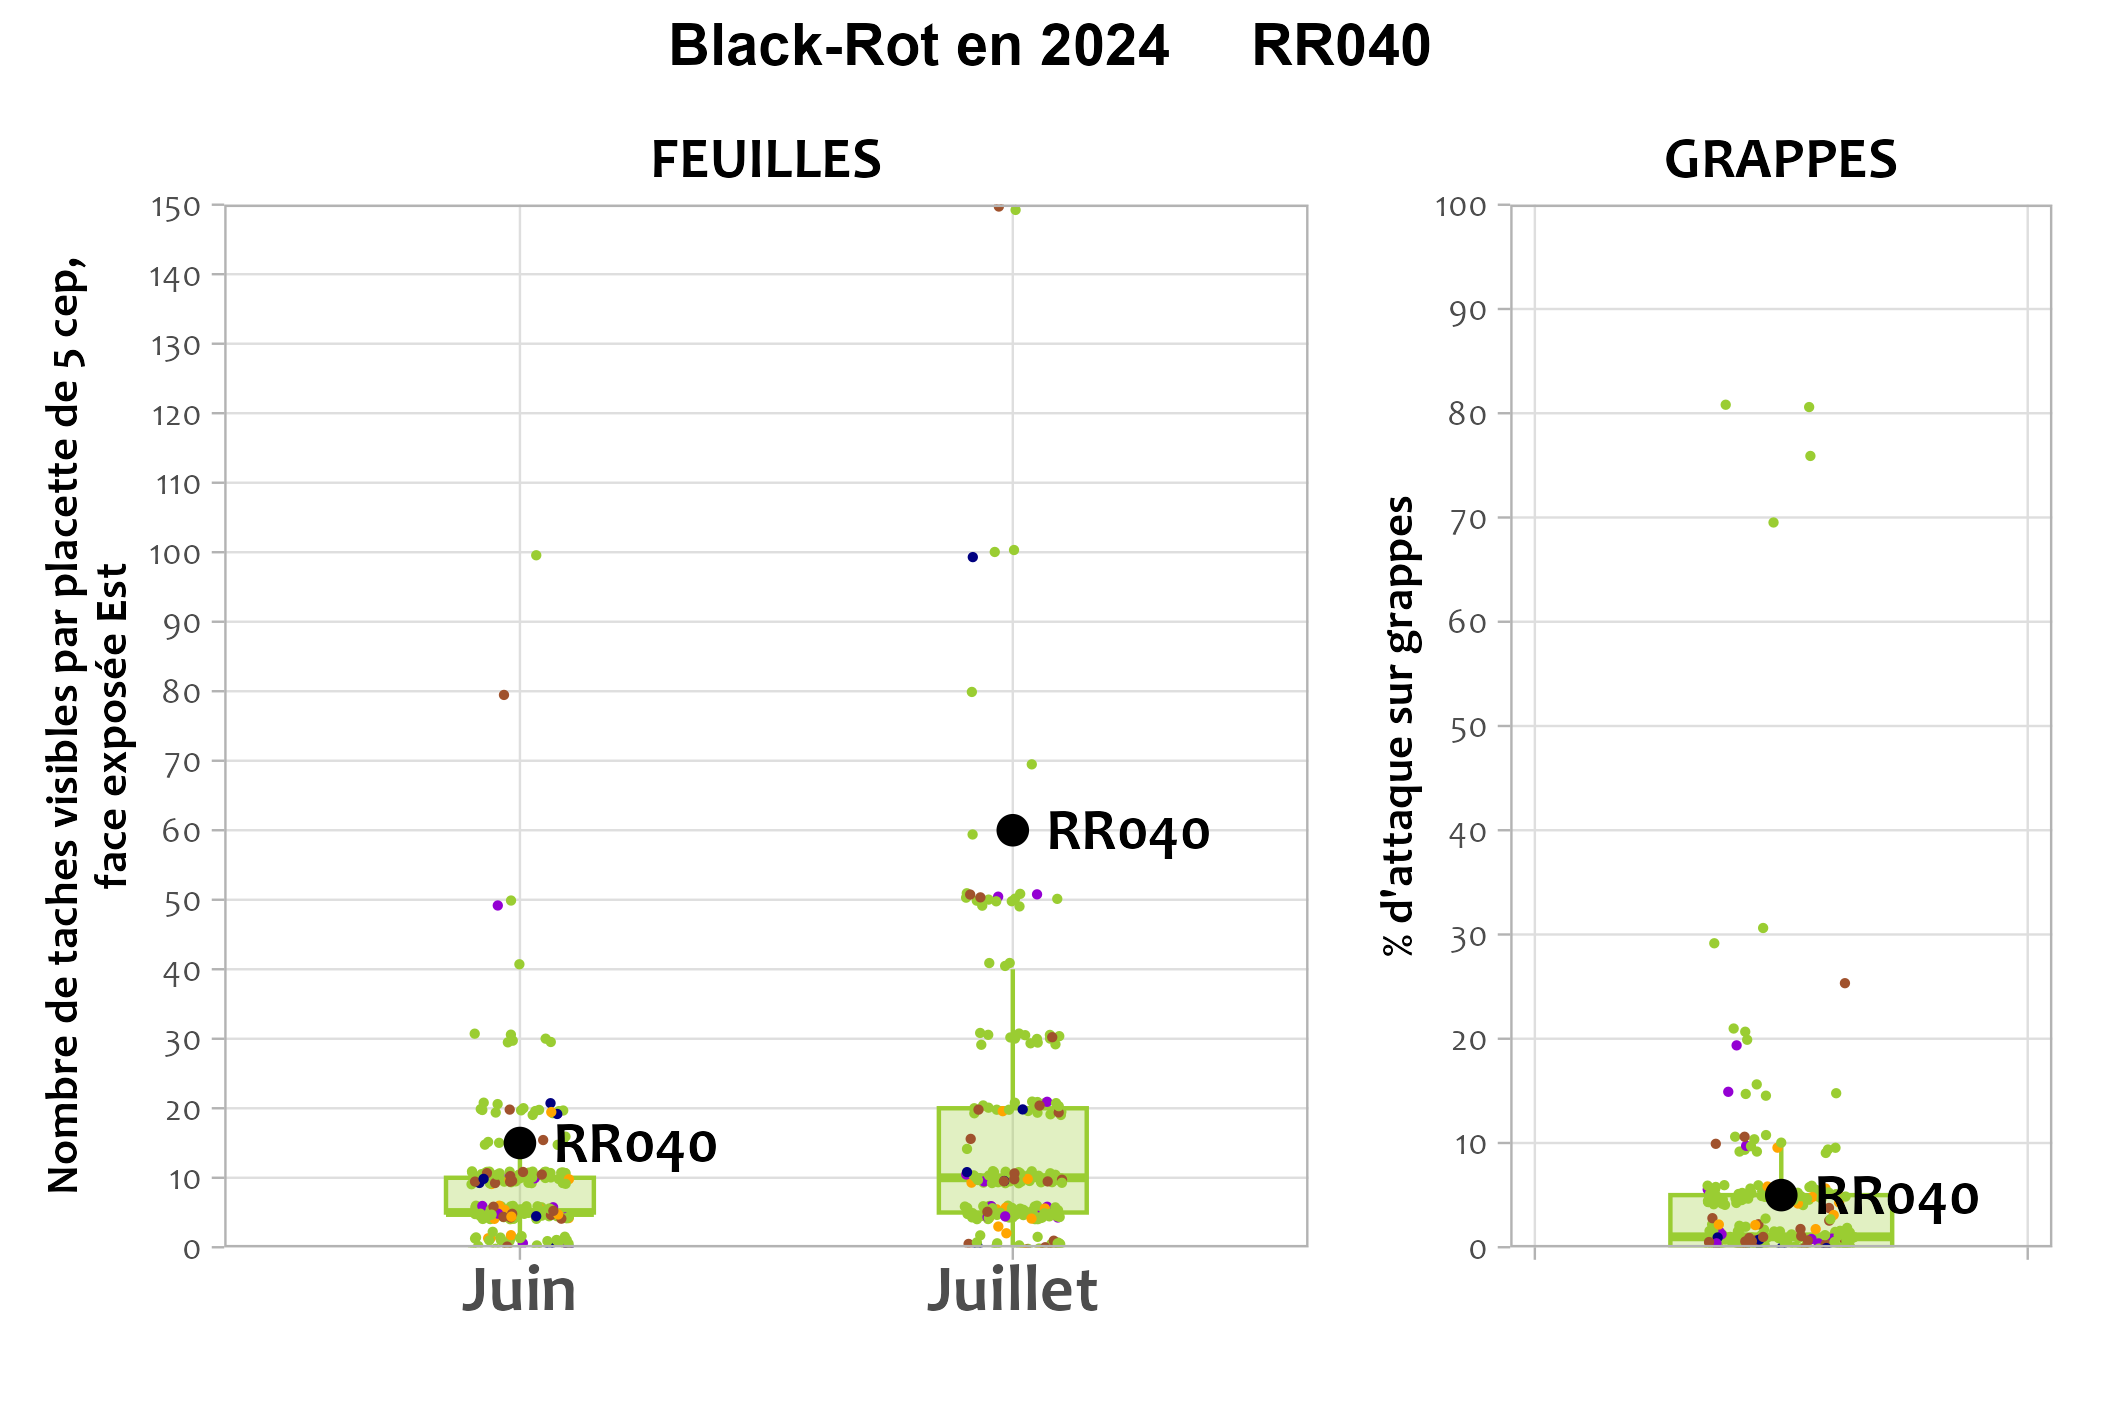 Black-Rot en 2024 RR040
FEUILLES
GRAPPES
Nombre de taches visibles par placette de 5 cep,
face exposée Est
150
140
130
120
110
100
90
80
70
60
50
40
30
20
10
0
RR040
RR040
Juin
Juillet
% d'attaque sur grappes
100
90
80
70
60
50
40
30
20
10
0
RR040